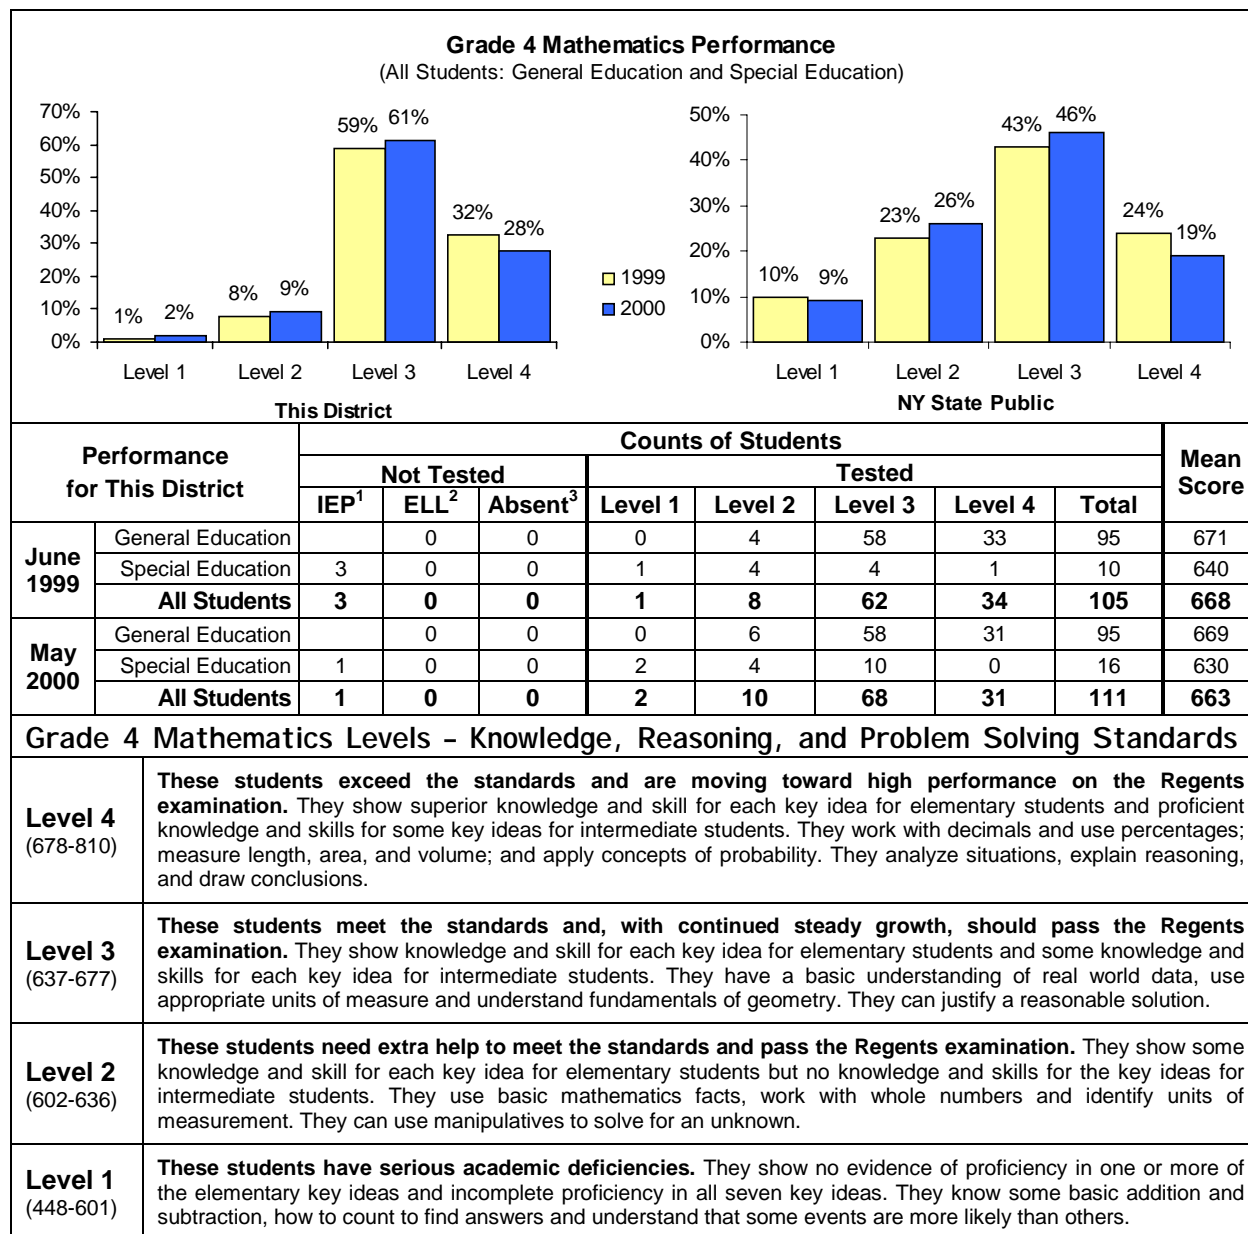 Grade 4 Mathematics Performance
(All Students: General Education and Special Education)
70%
60%
50%
40%
30%
20%
10%
0%
1%
2%
8%
9%
59%
61%
32%
28%
Level 1
Level 2
Level 3
Level 4
This District
1999
2000
50%
40%
30%
20%
10%
0%
10%
9%
23%
26%
43%
46%
24%
19%
Level 1
Level 2
Level 3
Level 4
NY State Public
Performance for This District
Counts of Students
Mean Score
Not Tested
Tested
IEP1 ELL2 Absent3 Level 1 Level 2 Level 3 Level 4 Total
June 1999
General Education 0 0 0 4 58 33 95 671
Special Education 3 0 0 1 4 4 1 10 640
All Students 3 0 0 1 8 62 34 105 668
May 2000
General Education 0 0 0 6 58 31 95 669
Special Education 1 0 0 2 4 10 0 16 630
All Students 1 0 0 2 10 68 31 111 663
Grade 4 Mathematics Levels – Knowledge, Reasoning, and Problem Solving Standards
Level 4
(678-810)
These students exceed the standards and are moving toward high performance on the Regents
examination. They show superior knowledge and skill for each key idea for elementary students and proficient
knowledge and skills for some key ideas for intermediate students. They work with decimals and use percentages;
measure length, area, and volume; and apply concepts of probability. They analyze situations, explain reasoning,
and draw conclusions.
Level 3
(637-677)
These students meet the standards and, with continued steady growth, should pass the Regents
examination. They show knowledge and skill for each key idea for elementary students and some knowledge and
skills for each key idea for intermediate students. They have a basic understanding of real world data, use
appropriate units of measure and understand fundamentals of geometry. They can justify a reasonable solution.
Level 2
(602-636)
These students need extra help to meet the standards and pass the Regents examination. They show some
knowledge and skill for each key idea for elementary students but no knowledge and skills for the key ideas for
intermediate students. They use basic mathematics facts, work with whole numbers and identify units of
measurement. They can use manipulatives to solve for an unknown.
Level 1
(448-601)
These students have serious academic deficiencies. They show no evidence of proficiency in one or more of
the elementary key ideas and incomplete proficiency in all seven key ideas. They know some basic addition and
subtraction, how to count to find answers and understand that some events are more likely than others.